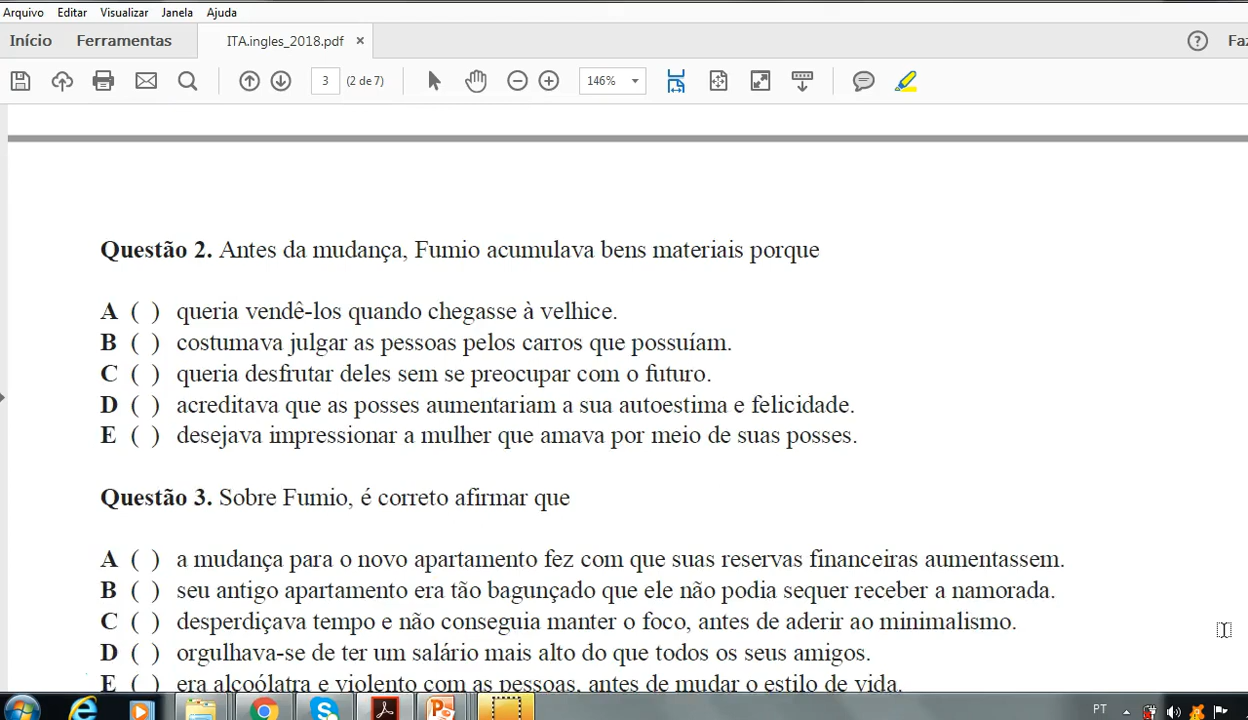 Arquivo Editar Visualizar Janela Ajuda
Início Ferramentas ITA.ingles_2018.pdf × ? Faz
3 (2 de 7) 146%
Questão 2. Antes da mudança, Fumio acumulava bens materiais porque
A ( ) queria vendê-los quando chegasse à velhice.
B ( ) costumava julgar as pessoas pelos carros que possuíam.
C ( ) queria desfrutar deles sem se preocupar com o futuro.
D ( ) acreditava que as posses aumentariam a sua autoestima e felicidade.
E ( ) desejava impressionar a mulher que amava por meio de suas posses.
Questão 3. Sobre Fumio, é correto afirmar que
A ( ) a mudança para o novo apartamento fez com que suas reservas financeiras aumentassem.
B ( ) seu antigo apartamento era tão bagunçado que ele não podia sequer receber a namorada.
C ( ) desperdiçava tempo e não conseguia manter o foco, antes de aderir ao minimalismo.
D ( ) orgulhava-se de ter um salário mais alto do que todos os seus amigos.
E ( ) era alcoólatra e violento com as pessoas, antes de mudar o estilo de vida.
PT